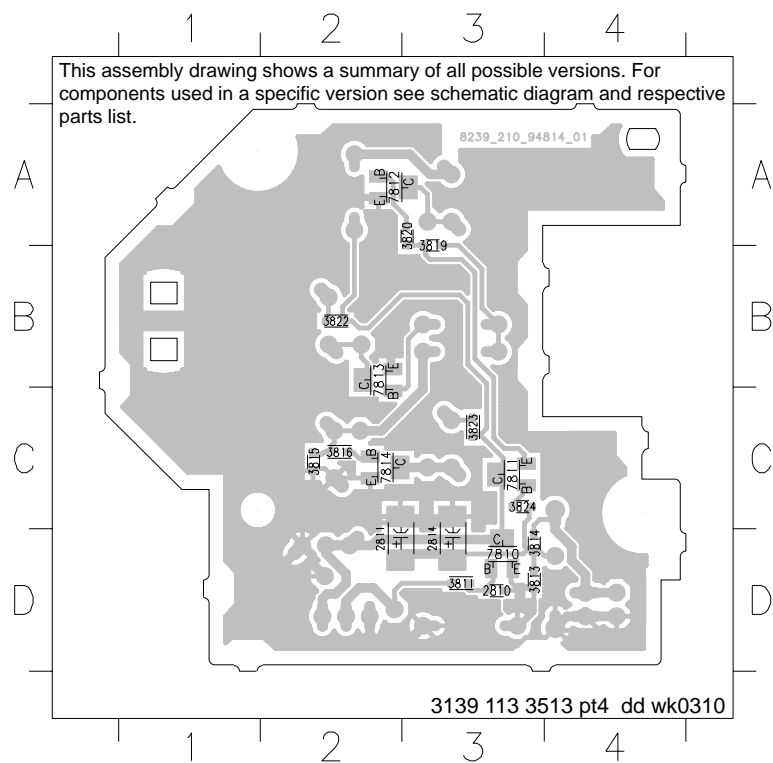 1 2 3 4
This assembly drawing shows a summary of all possible versions. For
components used in a specific version see schematic diagram and respective
parts list.
8239_210_94814_01
A A
B
7812
C
E
3820
3819
B B
3822
E
7813
C
B
3823
C C
3816
3815
B
7814
C
E
E
7811
C
B
3824
2811
2814
C
7810
B E
3814
3813
3811
2810
D D
3139 113 3513 pt4 dd wk0310
1 2 3 4